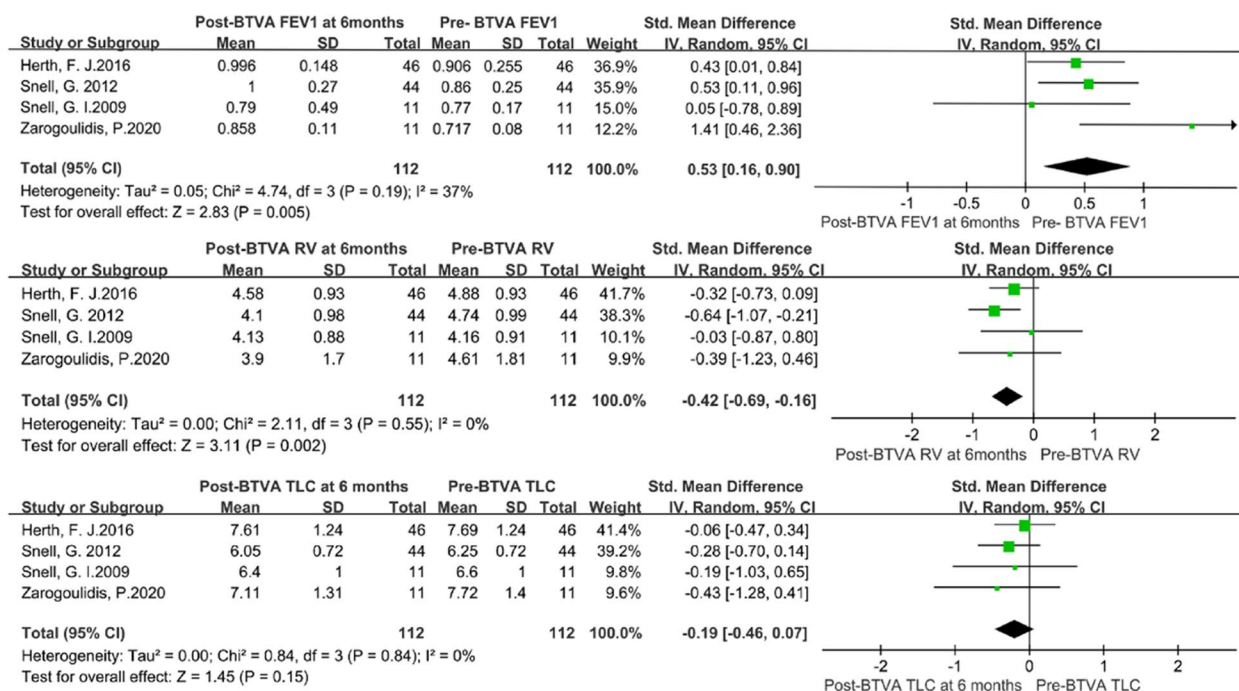 Post-BTVA FEV1 at 6months Pre- BTVA FEV1 Std. Mean Difference Std. Mean Difference
Study or Subgroup Mean SD Total Mean SD Total Weight IV, Random, 95% CI IV, Random, 95% CI
Herth, F. J.2016 0.996 0.148 46 0.906 0.255 46 36.9% 0.43 [0.01, 0.84]
Snell, G. 2012 1 0.27 44 0.86 0.25 44 35.9% 0.53 [0.11, 0.96]
Snell, G. I.2009 0.79 0.49 11 0.77 0.17 11 15.0% 0.05 [-0.78, 0.89]
Zarogoulidis, P.2020 0.858 0.11 11 0.717 0.08 11 12.2% 1.41 [0.46, 2.36]
Total (95% CI) 112 112 100.0% 0.53 [0.16, 0.90]
Heterogeneity: Tau² = 0.05; Chi² = 4.74, df = 3 (P = 0.19); I² = 37%
Test for overall effect: Z = 2.83 (P = 0.005)
-1 -0.5 0 0.5 1
Post-BTVA FEV1 at 6months Pre- BTVA FEV1
Post-BTVA RV at 6months Pre-BTVA RV Std. Mean Difference Std. Mean Difference
Study or Subgroup Mean SD Total Mean SD Total Weight IV, Random, 95% CI IV, Random, 95% CI
Herth, F. J.2016 4.58 0.93 46 4.88 0.93 46 41.7% -0.32 [-0.73, 0.09]
Snell, G. 2012 4.1 0.98 44 4.74 0.99 44 38.3% -0.64 [-1.07, -0.21]
Snell, G. I.2009 4.13 0.88 11 4.16 0.91 11 10.1% -0.03 [-0.87, 0.80]
Zarogoulidis, P.2020 3.9 1.7 11 4.61 1.81 11 9.9% -0.39 [-1.23, 0.46]
Total (95% CI) 112 112 100.0% -0.42 [-0.69, -0.16]
Heterogeneity: Tau² = 0.00; Chi² = 2.11, df = 3 (P = 0.55); I² = 0%
Test for overall effect: Z = 3.11 (P = 0.002)
-2 -1 0 1 2
Post-BTVA RV at 6months Pre-BTVA RV
Post-BTVA TLC at 6 months Pre-BTVA TLC Std. Mean Difference Std. Mean Difference
Study or Subgroup Mean SD Total Mean SD Total Weight IV, Random, 95% CI IV, Random, 95% CI
Herth, F. J.2016 7.61 1.24 46 7.69 1.24 46 41.4% -0.06 [-0.47, 0.34]
Snell, G. 2012 6.05 0.72 44 6.25 0.72 44 39.2% -0.28 [-0.70, 0.14]
Snell, G. I.2009 6.4 1 11 6.6 1 11 9.8% -0.19 [-1.03, 0.65]
Zarogoulidis, P.2020 7.11 1.31 11 7.72 1.4 11 9.6% -0.43 [-1.28, 0.41]
Total (95% CI) 112 112 100.0% -0.19 [-0.46, 0.07]
Heterogeneity: Tau² = 0.00; Chi² = 0.84, df = 3 (P = 0.84); I² = 0%
Test for overall effect: Z = 1.45 (P = 0.15)
-2 -1 0 1 2
Post-BTVA TLC at 6 months Pre-BTVA TLC